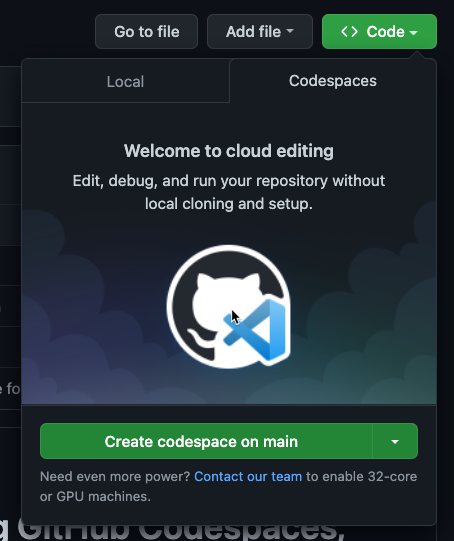 Go to file
Add file
Code
Local
Codespaces
Welcome to cloud editing
Edit, debug, and run your repository without
local cloning and setup.
e fo
Create codespace on main
Need even more power? Contact our team to enable 32-core
or GPU machines.
g GitHub Codespaces,